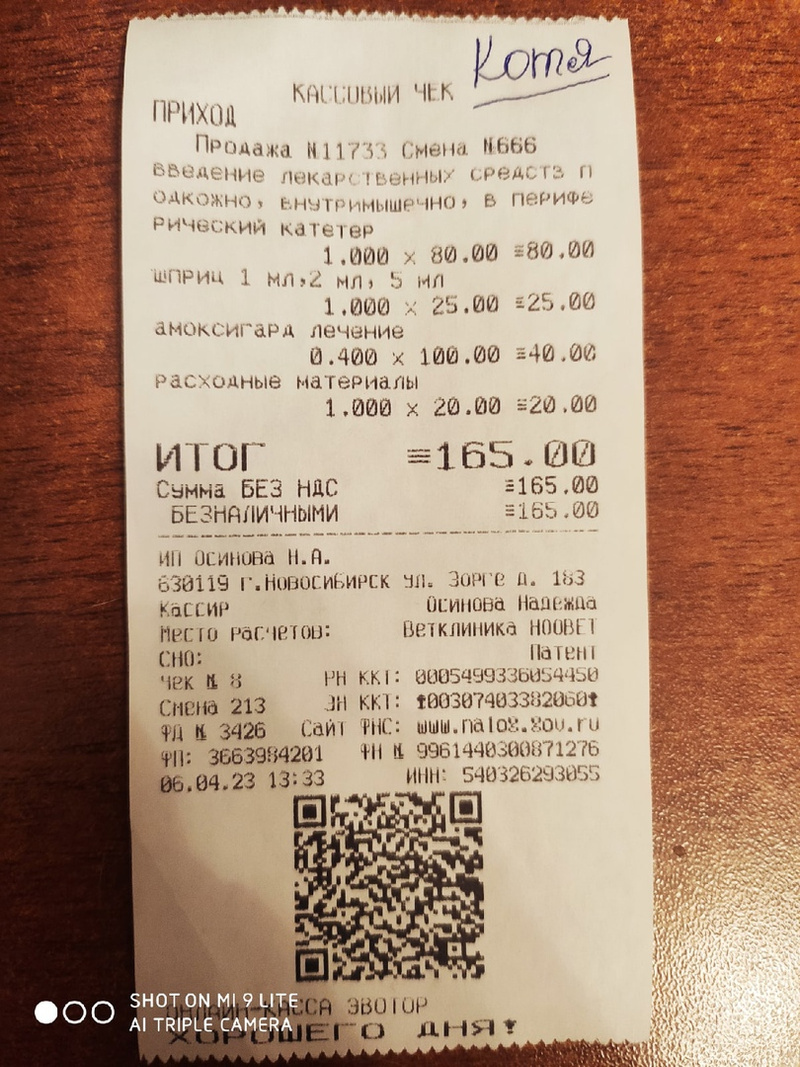 Котя
КАССОВЫЙ ЧЕК
ПРИХОД
Продажа N11733 Смена N666
введение лекарственных средств п
одкожно, внутримышечно, в перифе
рический катетер
1.000 x 80.00 =80.00
шприц 1 мл,2 мл, 5 мл
1.000 x 25.00 =25.00
амоксигард лечение
0.400 x 100.00 =40.00
расходные материалы
1.000 x 20.00 =20.00
ИТОГ =165.00
Сумма БЕЗ НДС =165.00
БЕЗНАЛИЧНЫМИ =165.00
ИП Осинова Н.А.
630119 г.Новосибирск ул. Зорге д. 183
Кассир Осинова Надежда
Место расчетов: Ветклиника НООВЕТ
СНО: Патент
Чек № 8 РН ККТ: 0005499336054450
Смена 213 ЗН ККТ: 00307403382060
ФД № 3426 Сайт ФНС: www.nalog.gov.ru
ФП: 3663984201 ФН № 9961440300871276
06.04.23 13:33 ИНН: 540326293055
ОНЛАЙН-КАССА ЭВОТОР
ХОРОШЕГО ДНЯ!
SHOT ON MI 9 LITE
AI TRIPLE CAMERA